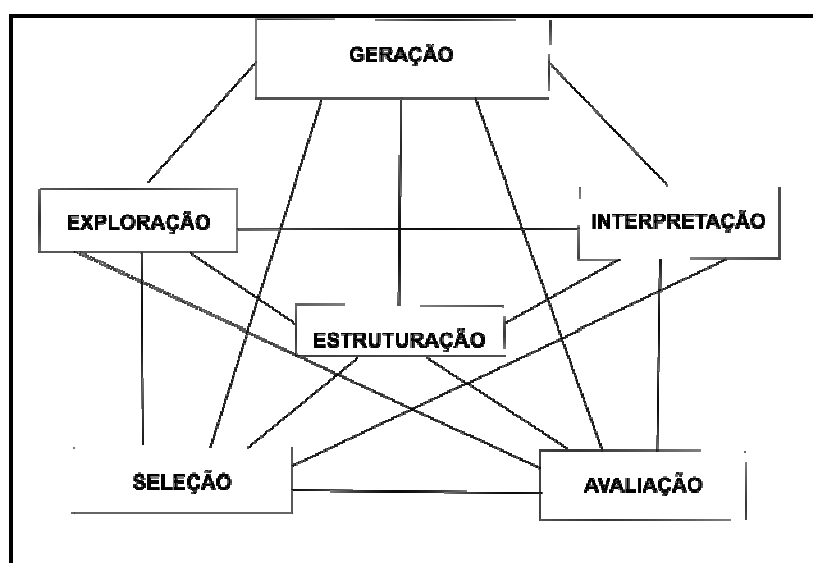 GERAÇÃO
EXPLORAÇÃO
INTERPRETAÇÃO
ESTRUTURAÇÃO
SELEÇÃO
AVALIAÇÃO